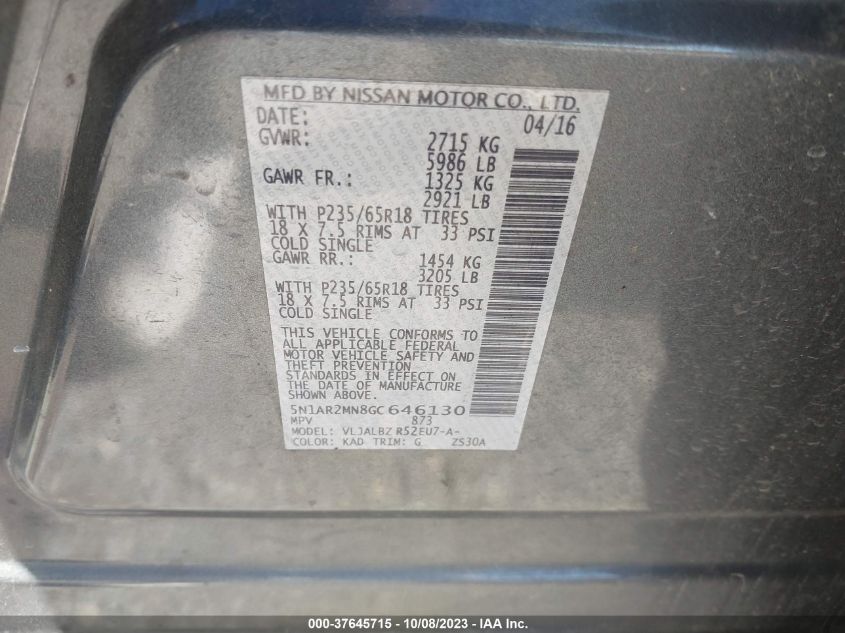 MFD BY NISSAN MOTOR CO., LTD.
DATE: 04/16
GVWR: 2715 KG
5986 LB
GAWR FR.: 1325 KG
2921 LB
WITH P235/65R18 TIRES
18 X 7.5 RIMS AT 33 PSI
COLD SINGLE
GAWR RR.: 1454 KG
3205 LB
WITH P235/65R18 TIRES
18 X 7.5 RIMS AT 33 PSI
COLD SINGLE
THIS VEHICLE CONFORMS TO
ALL APPLICABLE FEDERAL
MOTOR VEHICLE SAFETY AND
THEFT PREVENTION
STANDARDS IN EFFECT ON
THE DATE OF MANUFACTURE
SHOWN ABOVE.
5N1AR2MN8GC646130
MPV 873
MODEL: VLJALBZ R52EU7-A-
COLOR: KAD TRIM: G ZS30A
000-37645715 - 10/08/2023 - IAA Inc.